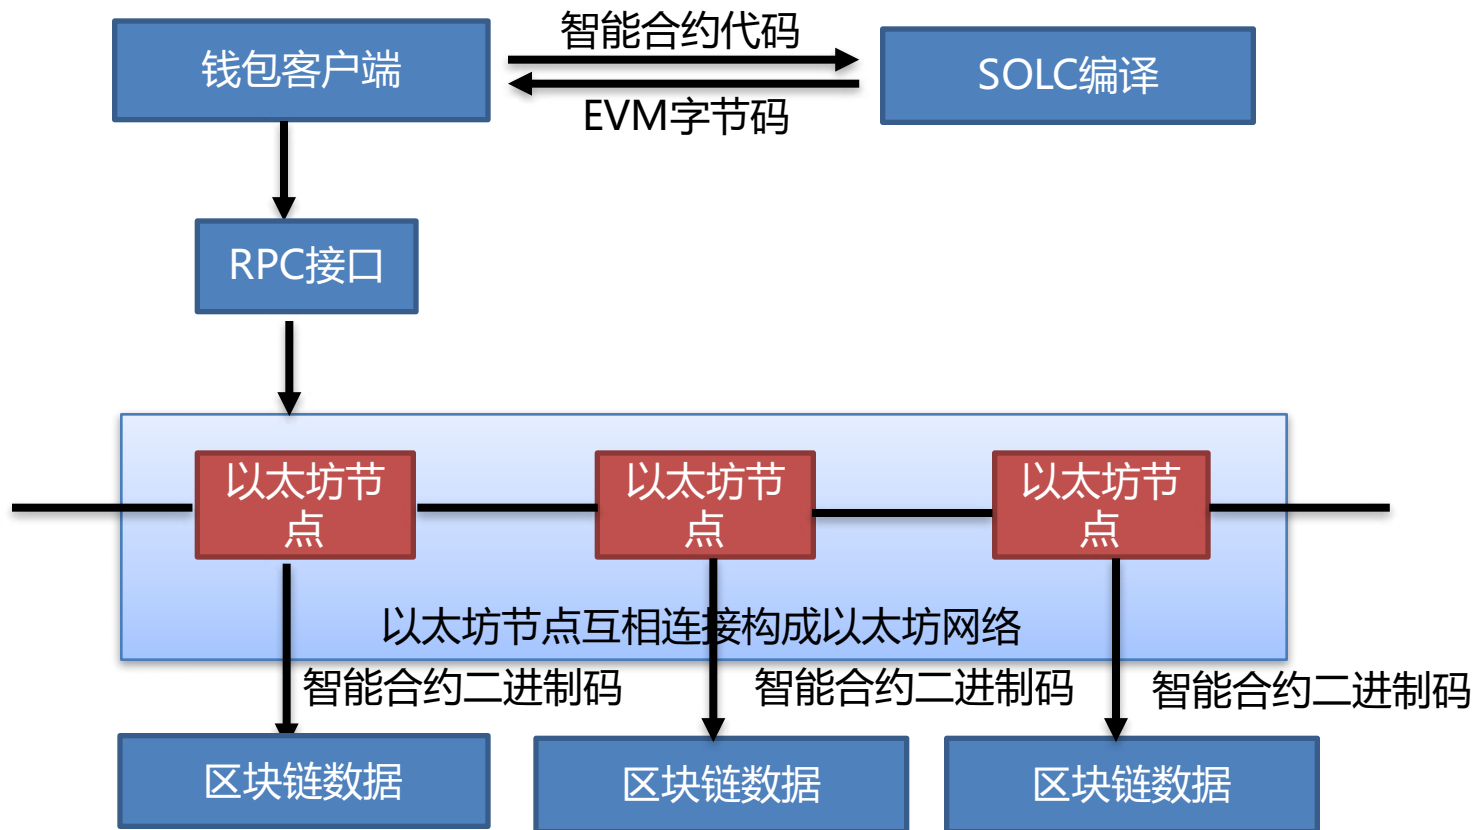 钱包客户端
智能合约代码
EVM字节码
SOLC编译
RPC接口
以太坊节
点
以太坊节
点
以太坊节
点
以太坊节点互相连接构成以太坊网络
智能合约二进制码
智能合约二进制码
智能合约二进制码
区块链数据
区块链数据
区块链数据